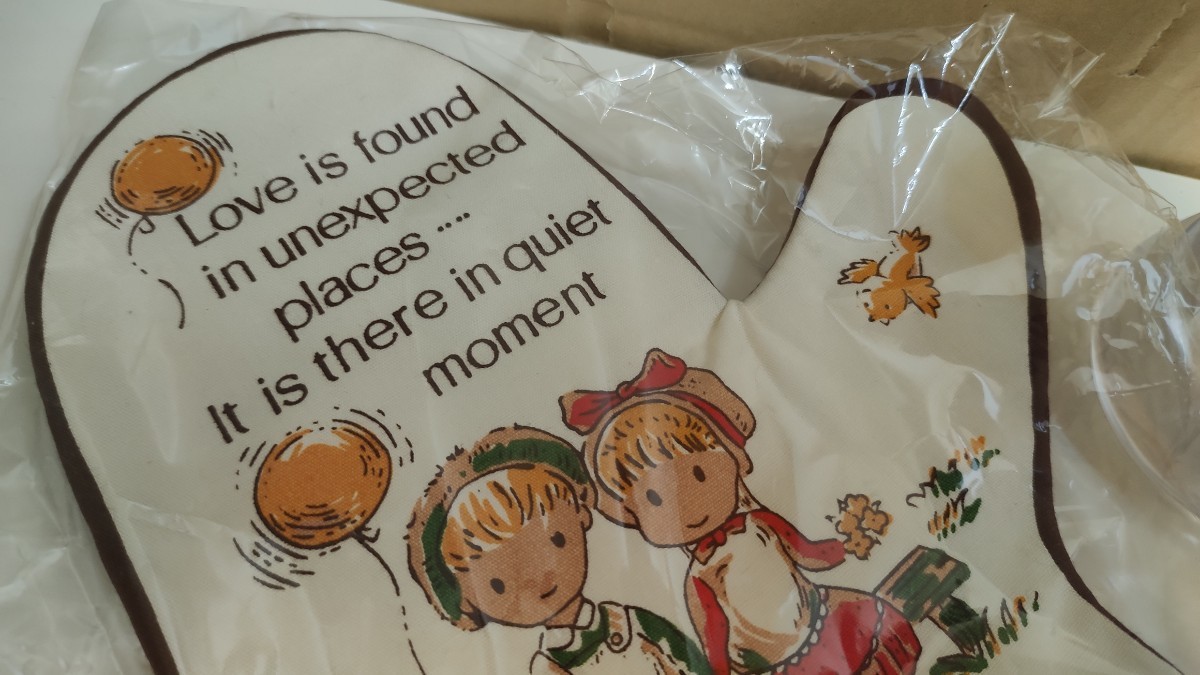 Love is found
in unexpected
places ....
It is there in quiet
moment